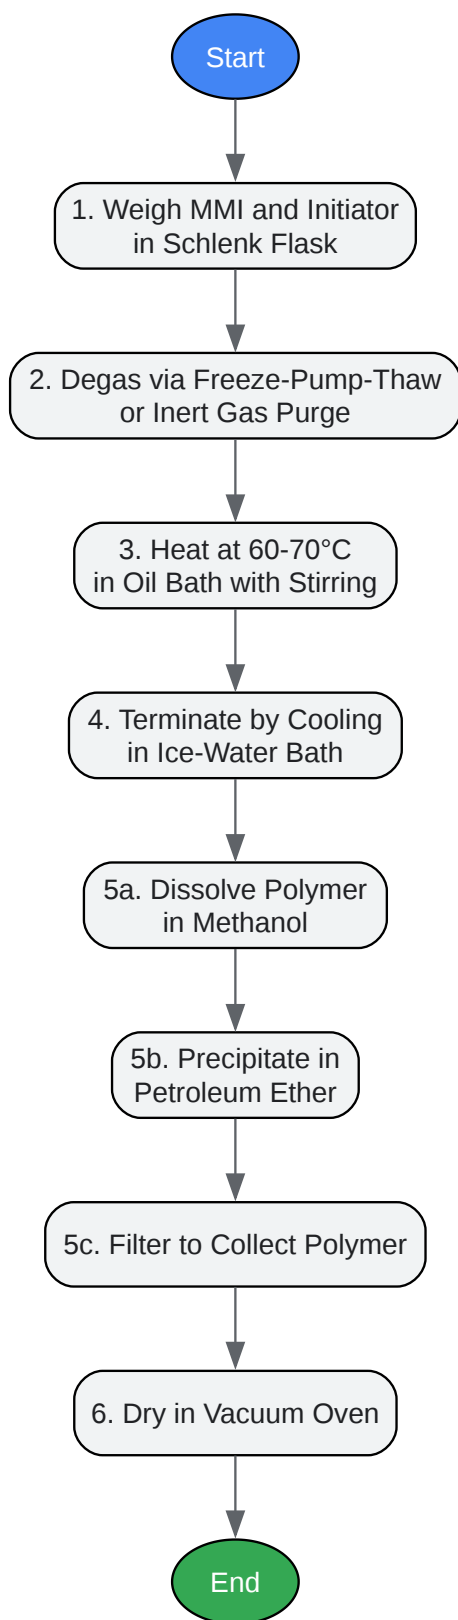 Start
1. Weigh MMI and Initiator
in Schlenk Flask
2. Degas via Freeze-Pump-Thaw
or Inert Gas Purge
3. Heat at 60-70°C
in Oil Bath with Stirring
4. Terminate by Cooling
in Ice-Water Bath
5a. Dissolve Polymer
in Methanol
5b. Precipitate in
Petroleum Ether
5c. Filter to Collect Polymer
6. Dry in Vacuum Oven
End